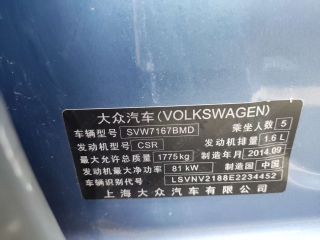 大众汽车(VOLKSWAGEN)
车辆型号 SVW7167BMD 乘坐人数 5
发动机型号 CSR 发动机排量 1.6 L
最大允许总质量 1775kg 制造年月 2014.09
发动机最大净功率 81 kW 制造国 中国
车辆识别代号 LSVNV2188E2234452
上海大众汽车有限公司